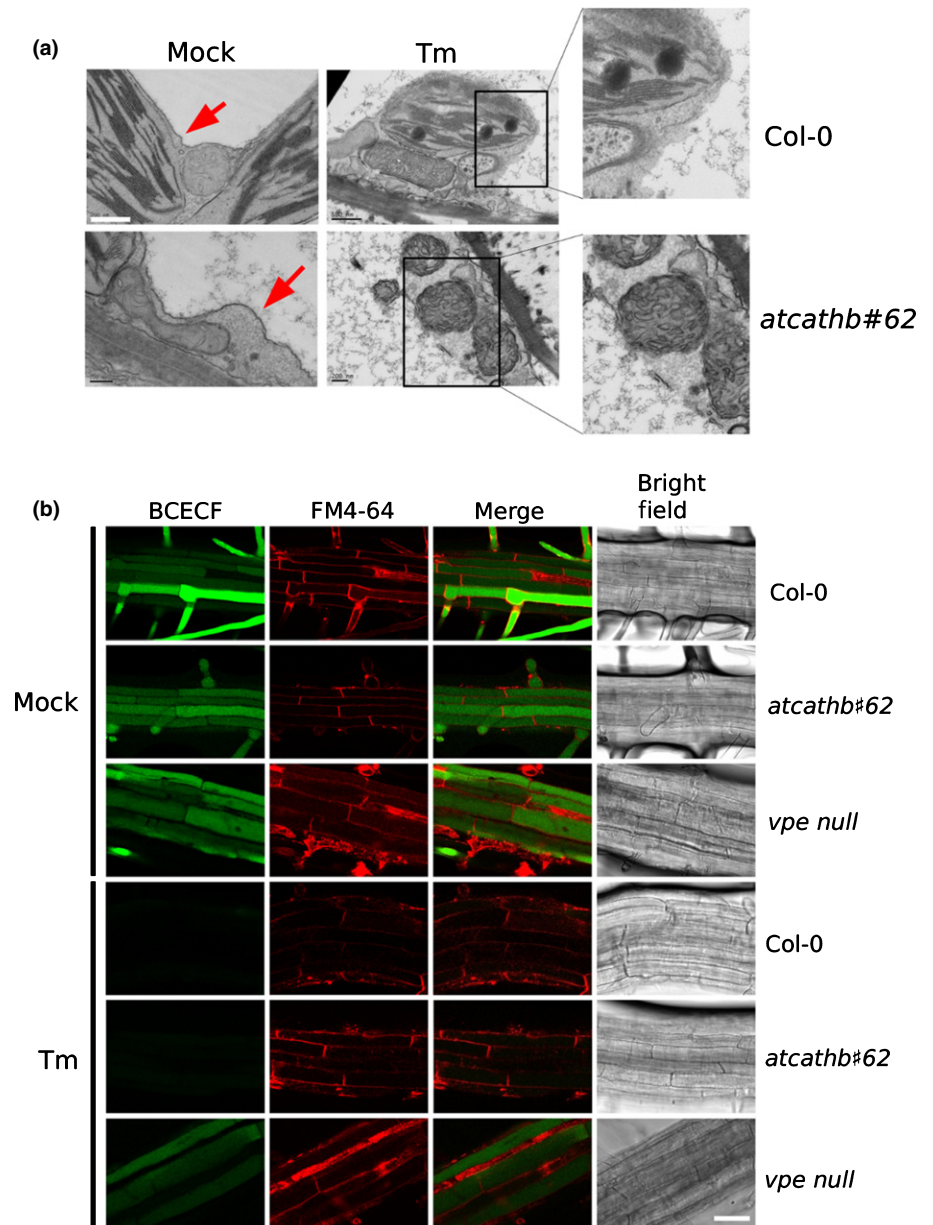 (a)
Mock
Tm
Col-0
atcathb#62
(b)
BCECF
FM4-64
Merge
Bright
field
Mock
Col-0
atcathb♯62
vpe null
Tm
Col-0
atcathb♯62
vpe null